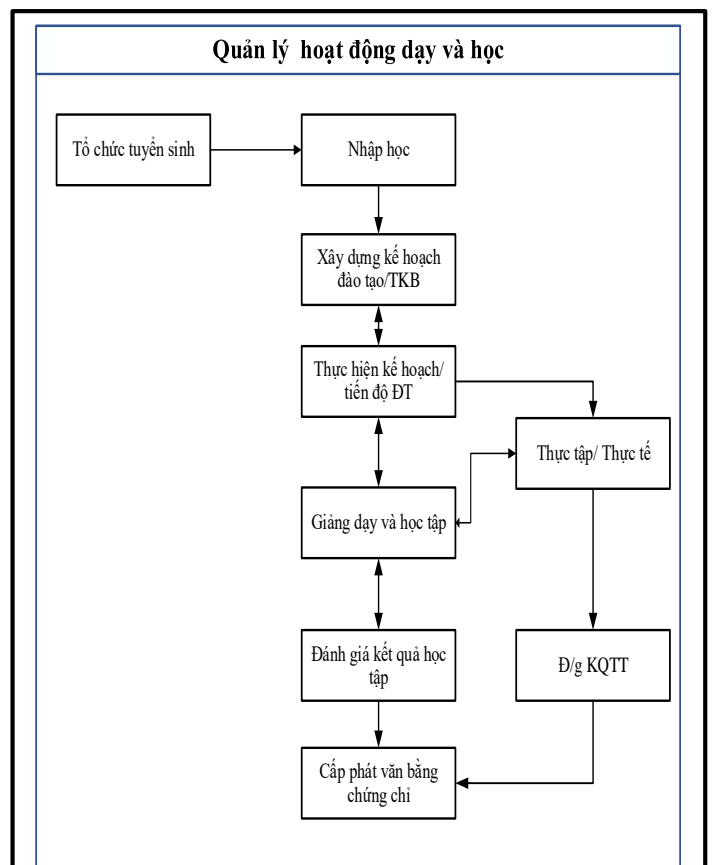 Quản lý hoạt động dạy và học
Tổ chức tuyển sinh
Nhập học
Xây dựng kế hoạch
đào tạo/TKB
Thực hiện kế hoạch/
tiến độ ĐT
Thực tập/ Thực tế
Giảng dạy và học tập
Đánh giá kết quả học
tập
Đ/g KQTT
Cấp phát văn bằng
chứng chỉ